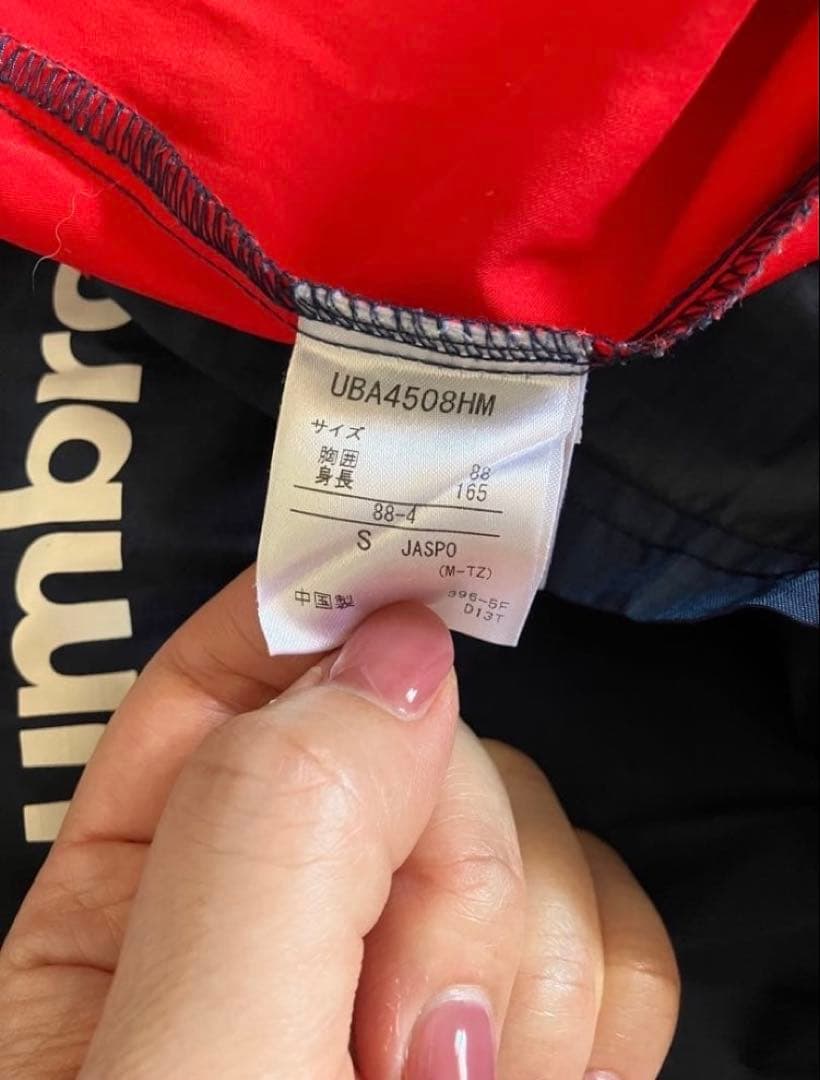 umbro
UBA4508HM
サイズ
胸囲 88
身長 165
88-4
S JASPO
(M-TZ)
中国製 396-5F
D13T